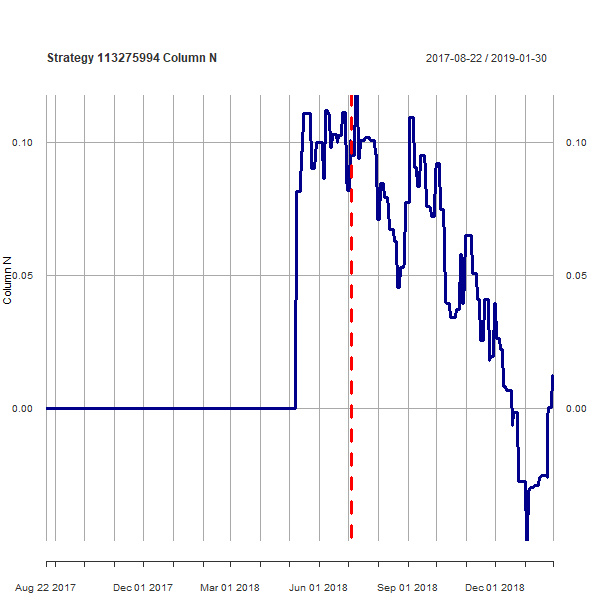 Strategy 113275994 Column N
2017-08-22 / 2019-01-30
0.10
0.10
Column N
0.05
0.05
0.00
0.00
Aug 22 2017
Dec 01 2017
Mar 01 2018
Jun 01 2018
Sep 01 2018
Dec 01 2018